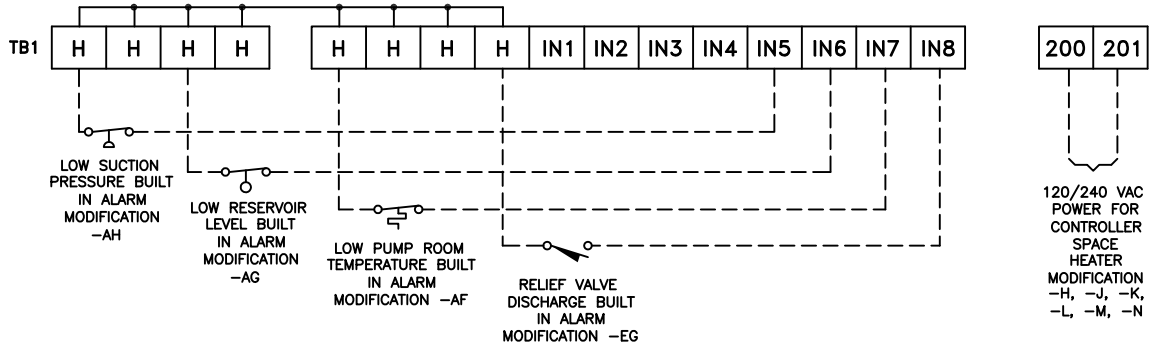 TB1 H H H H H H H H IN1 IN2 IN3 IN4 IN5 IN6 IN7 IN8 200 201
LOW SUCTION
PRESSURE BUILT
IN ALARM
MODIFICATION
-AH
LOW RESERVOIR
LEVEL BUILT
IN ALARM
MODIFICATION
-AG
LOW PUMP ROOM
TEMPERATURE BUILT
IN ALARM
MODIFICATION -AF
RELIEF VALVE
DISCHARGE BUILT
IN ALARM
MODIFICATION -EG
120/240 VAC
POWER FOR
CONTROLLER
SPACE
HEATER
MODIFICATION
-H, -J, -K,
-L, -M, -N